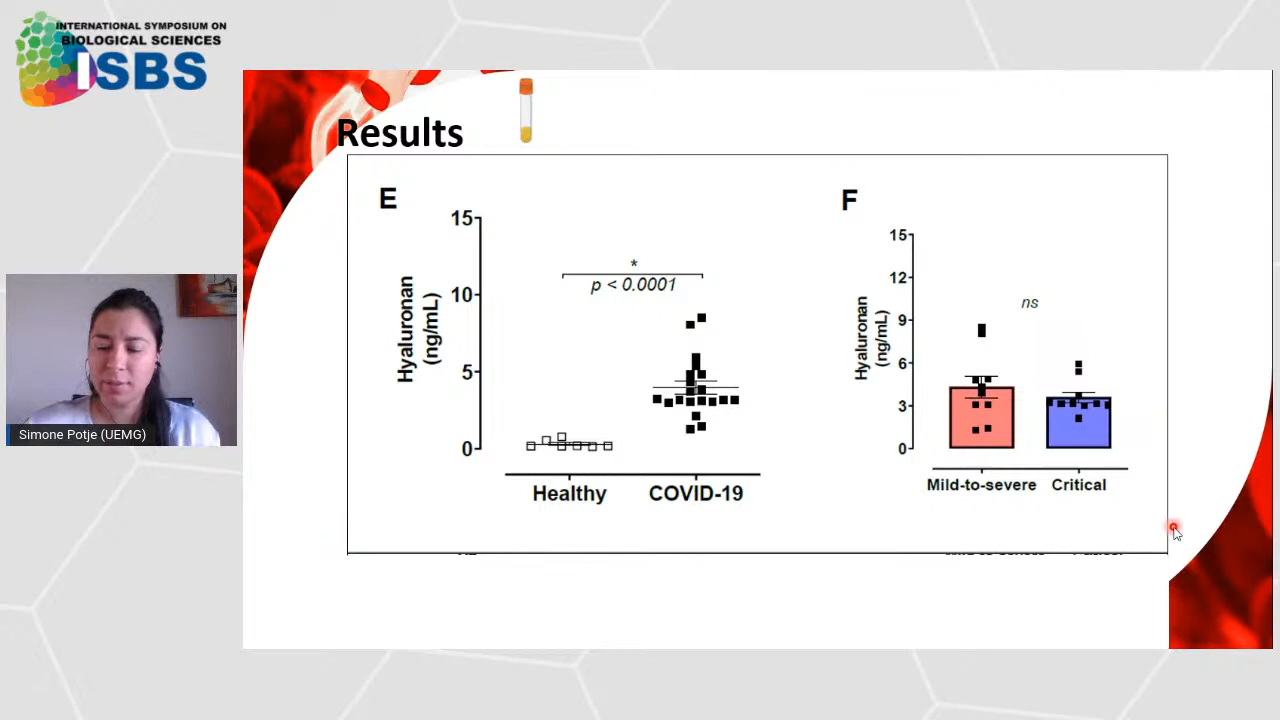 INTERNATIONAL SYMPOSIUM ON
BIOLOGICAL SCIENCES
ISBS
Results
E
15
10
5
0
Hyaluronan
(ng/mL)
*
p < 0.0001
Healthy
COVID-19
F
15
12
9
6
3
0
Hyaluronan
(ng/mL)
ns
Mild-to-severe
Critical
Simone Potje (UEMG)